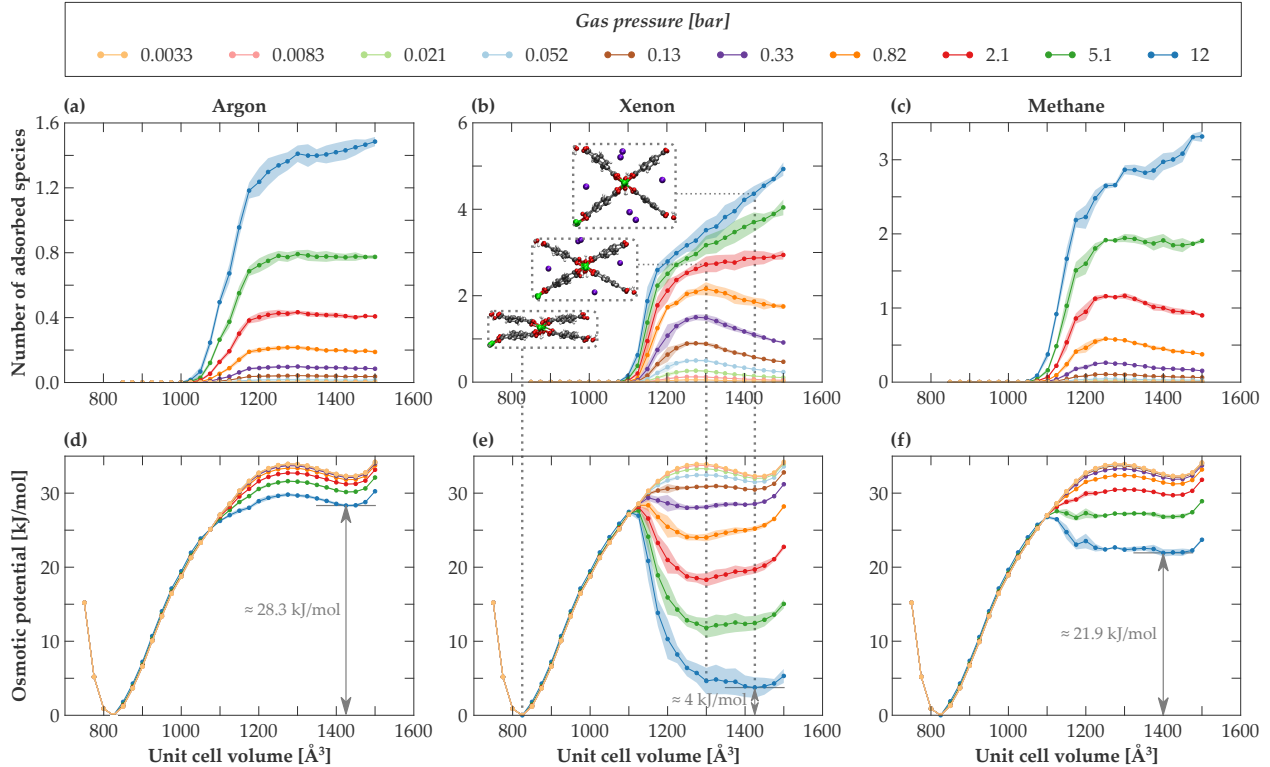 Gas pressure [bar]
0.0033 0.0083 0.021 0.052 0.13 0.33 0.82 2.1 5.1 12
(a) Argon
(b) Xenon
(c) Methane
Number of adsorbed species
1.6
1.2
0.8
0.4
0.0
800 1000 1200 1400 1600
6
4
2
0
800 1000 1200 1400 1600
3
2
1
0
800 1000 1200 1400 1600
(d)
(e)
(f)
Osmotic potential [kJ/mol]
30
20
10
0
≈ 28.3 kJ/mol
800 1000 1200 1400 1600
Unit cell volume [Å³]
30
20
10
0
≈ 4 kJ/mol
800 1000 1200 1400 1600
Unit cell volume [Å³]
30
20
10
0
≈ 21.9 kJ/mol
800 1000 1200 1400 1600
Unit cell volume [Å³]